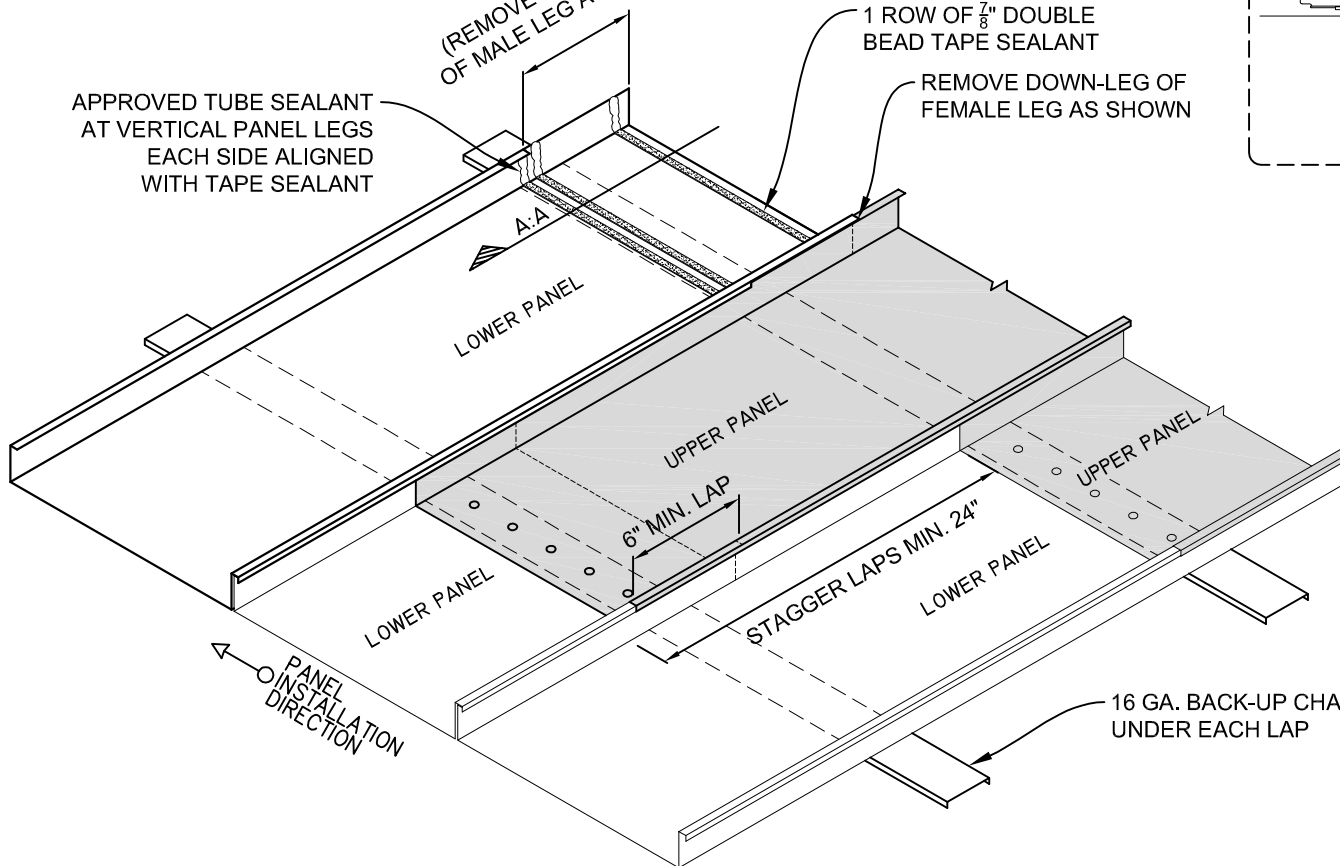 (REMOVE
OF MALE LEG A
1 ROW OF 7/8" DOUBLE
BEAD TAPE SEALANT
REMOVE DOWN-LEG OF
FEMALE LEG AS SHOWN
APPROVED TUBE SEALANT
AT VERTICAL PANEL LEGS
EACH SIDE ALIGNED
WITH TAPE SEALANT
A:A
LOWER PANEL
UPPER PANEL
UPPER PANEL
6" MIN. LAP
STAGGER LAPS MIN. 24"
LOWER PANEL
LOWER PANEL
PANEL
INSTALLATION
DIRECTION
16 GA. BACK-UP CHA
UNDER EACH LAP